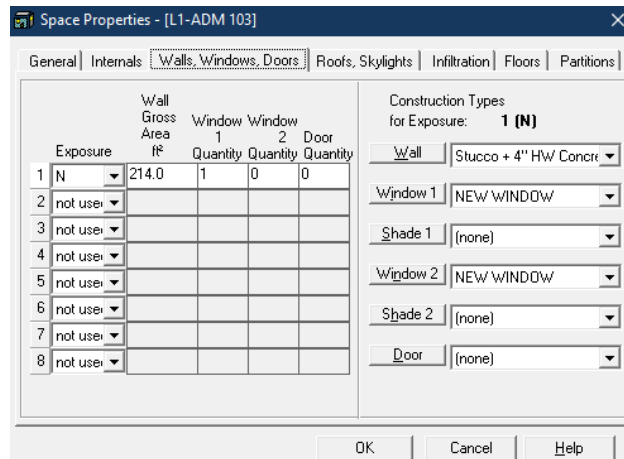 Space Properties - [L1-ADM 103]
General Internals Walls, Windows, Doors Roofs, Skylights Infiltration Floors Partitions
Exposure
Wall Gross Area ft²
Window 1 Quantity
Window 2 Quantity
Door Quantity
1 N 214.0 1 0 0
2 not use
3 not use
4 not use
5 not use
6 not use
7 not use
8 not use
Construction Types
for Exposure: 1 (N)
Wall Stucco + 4" HW Concre
Window 1 NEW WINDOW
Shade 1 (none)
Window 2 NEW WINDOW
Shade 2 (none)
Door (none)
OK Cancel Help